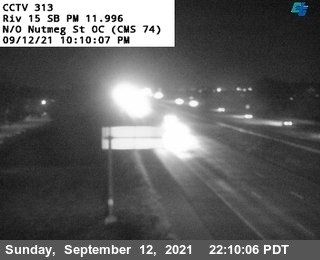 CCTV 313
Riv 15 SB PM 11.996
N/O Nutmeg St OC (CMS 74)
09/12/21 10:10:07 PM
Sunday, September 12, 2021 22:10:06 PDT